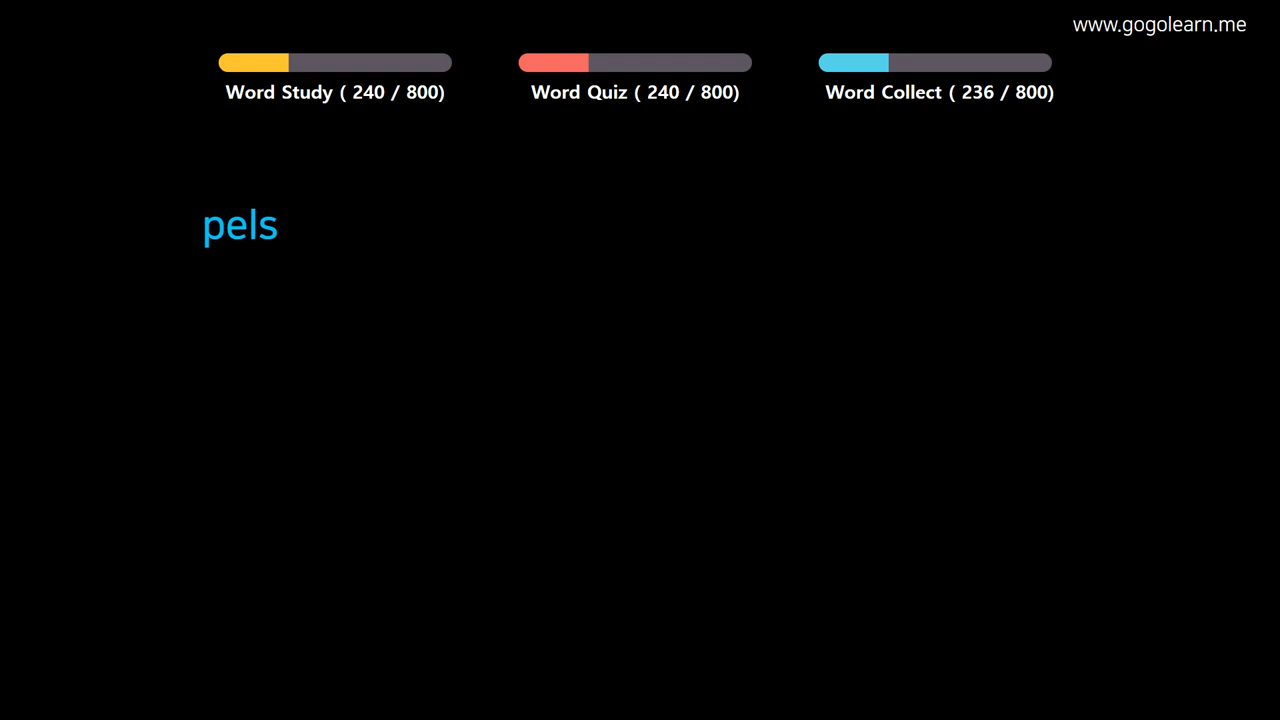 www.gogolearn.me
Word Study ( 240 / 800)
Word Quiz ( 240 / 800)
Word Collect ( 236 / 800)
pels